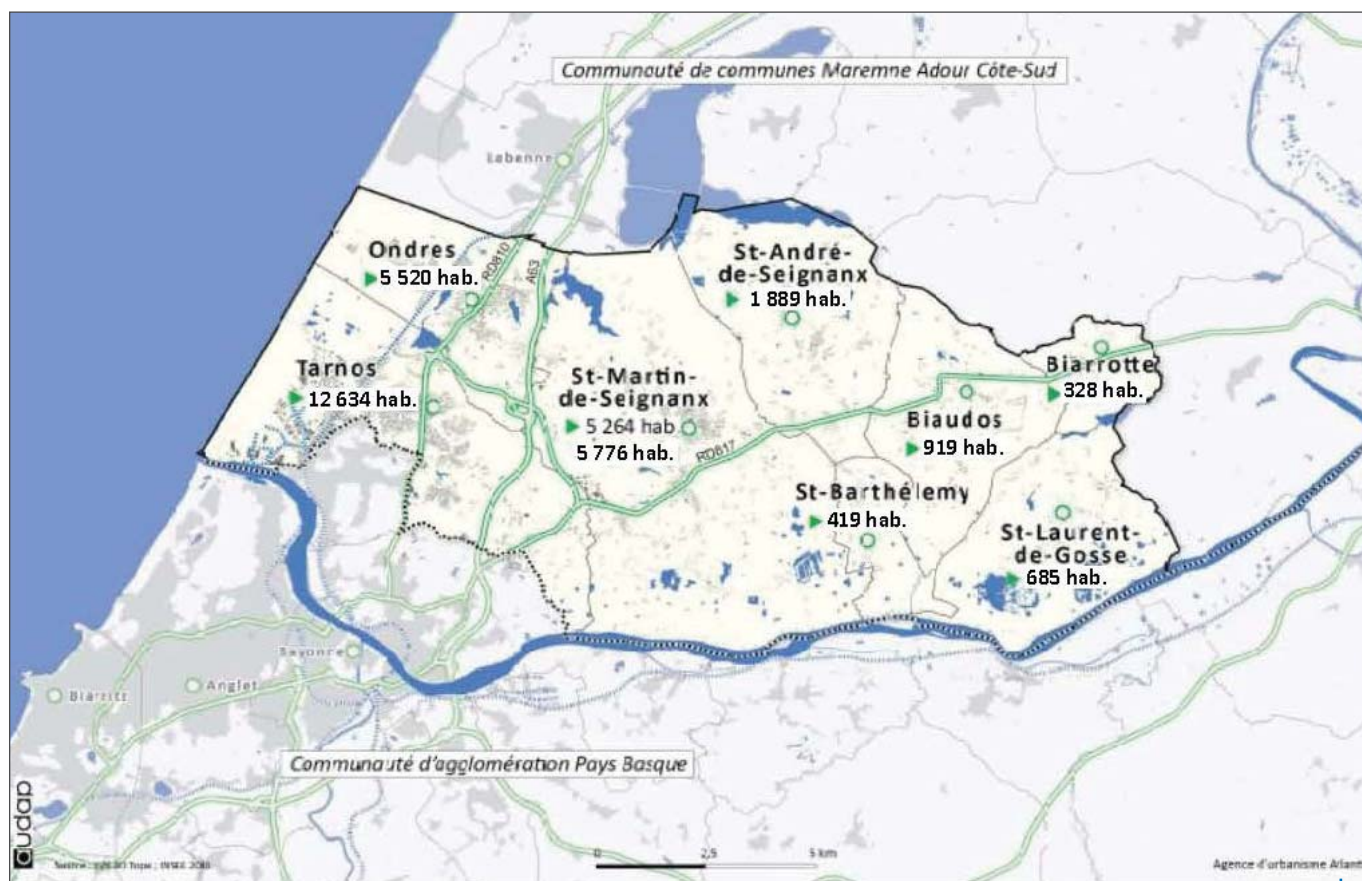 Communauté de communes Maremne Adour Côte-Sud
Labenne
Ondres
5 520 hab.
RD810
A63
St-André-
de-Seignanx
1 889 hab.
Tarnos
12 634 hab.
St-Martin-
de-Seignanx
5 264 hab
5 776 hab.
RD817
Biarrotte
328 hab.
Biaudos
919 hab.
St-Barthélemy
419 hab.
St-Laurent-
de-Gosse
685 hab.
Bayonne
Anglet
Biarritz
Communauté d'agglomération Pays Basque
audap
0 2,5 5 km
Agence d'urbanisme Atlant